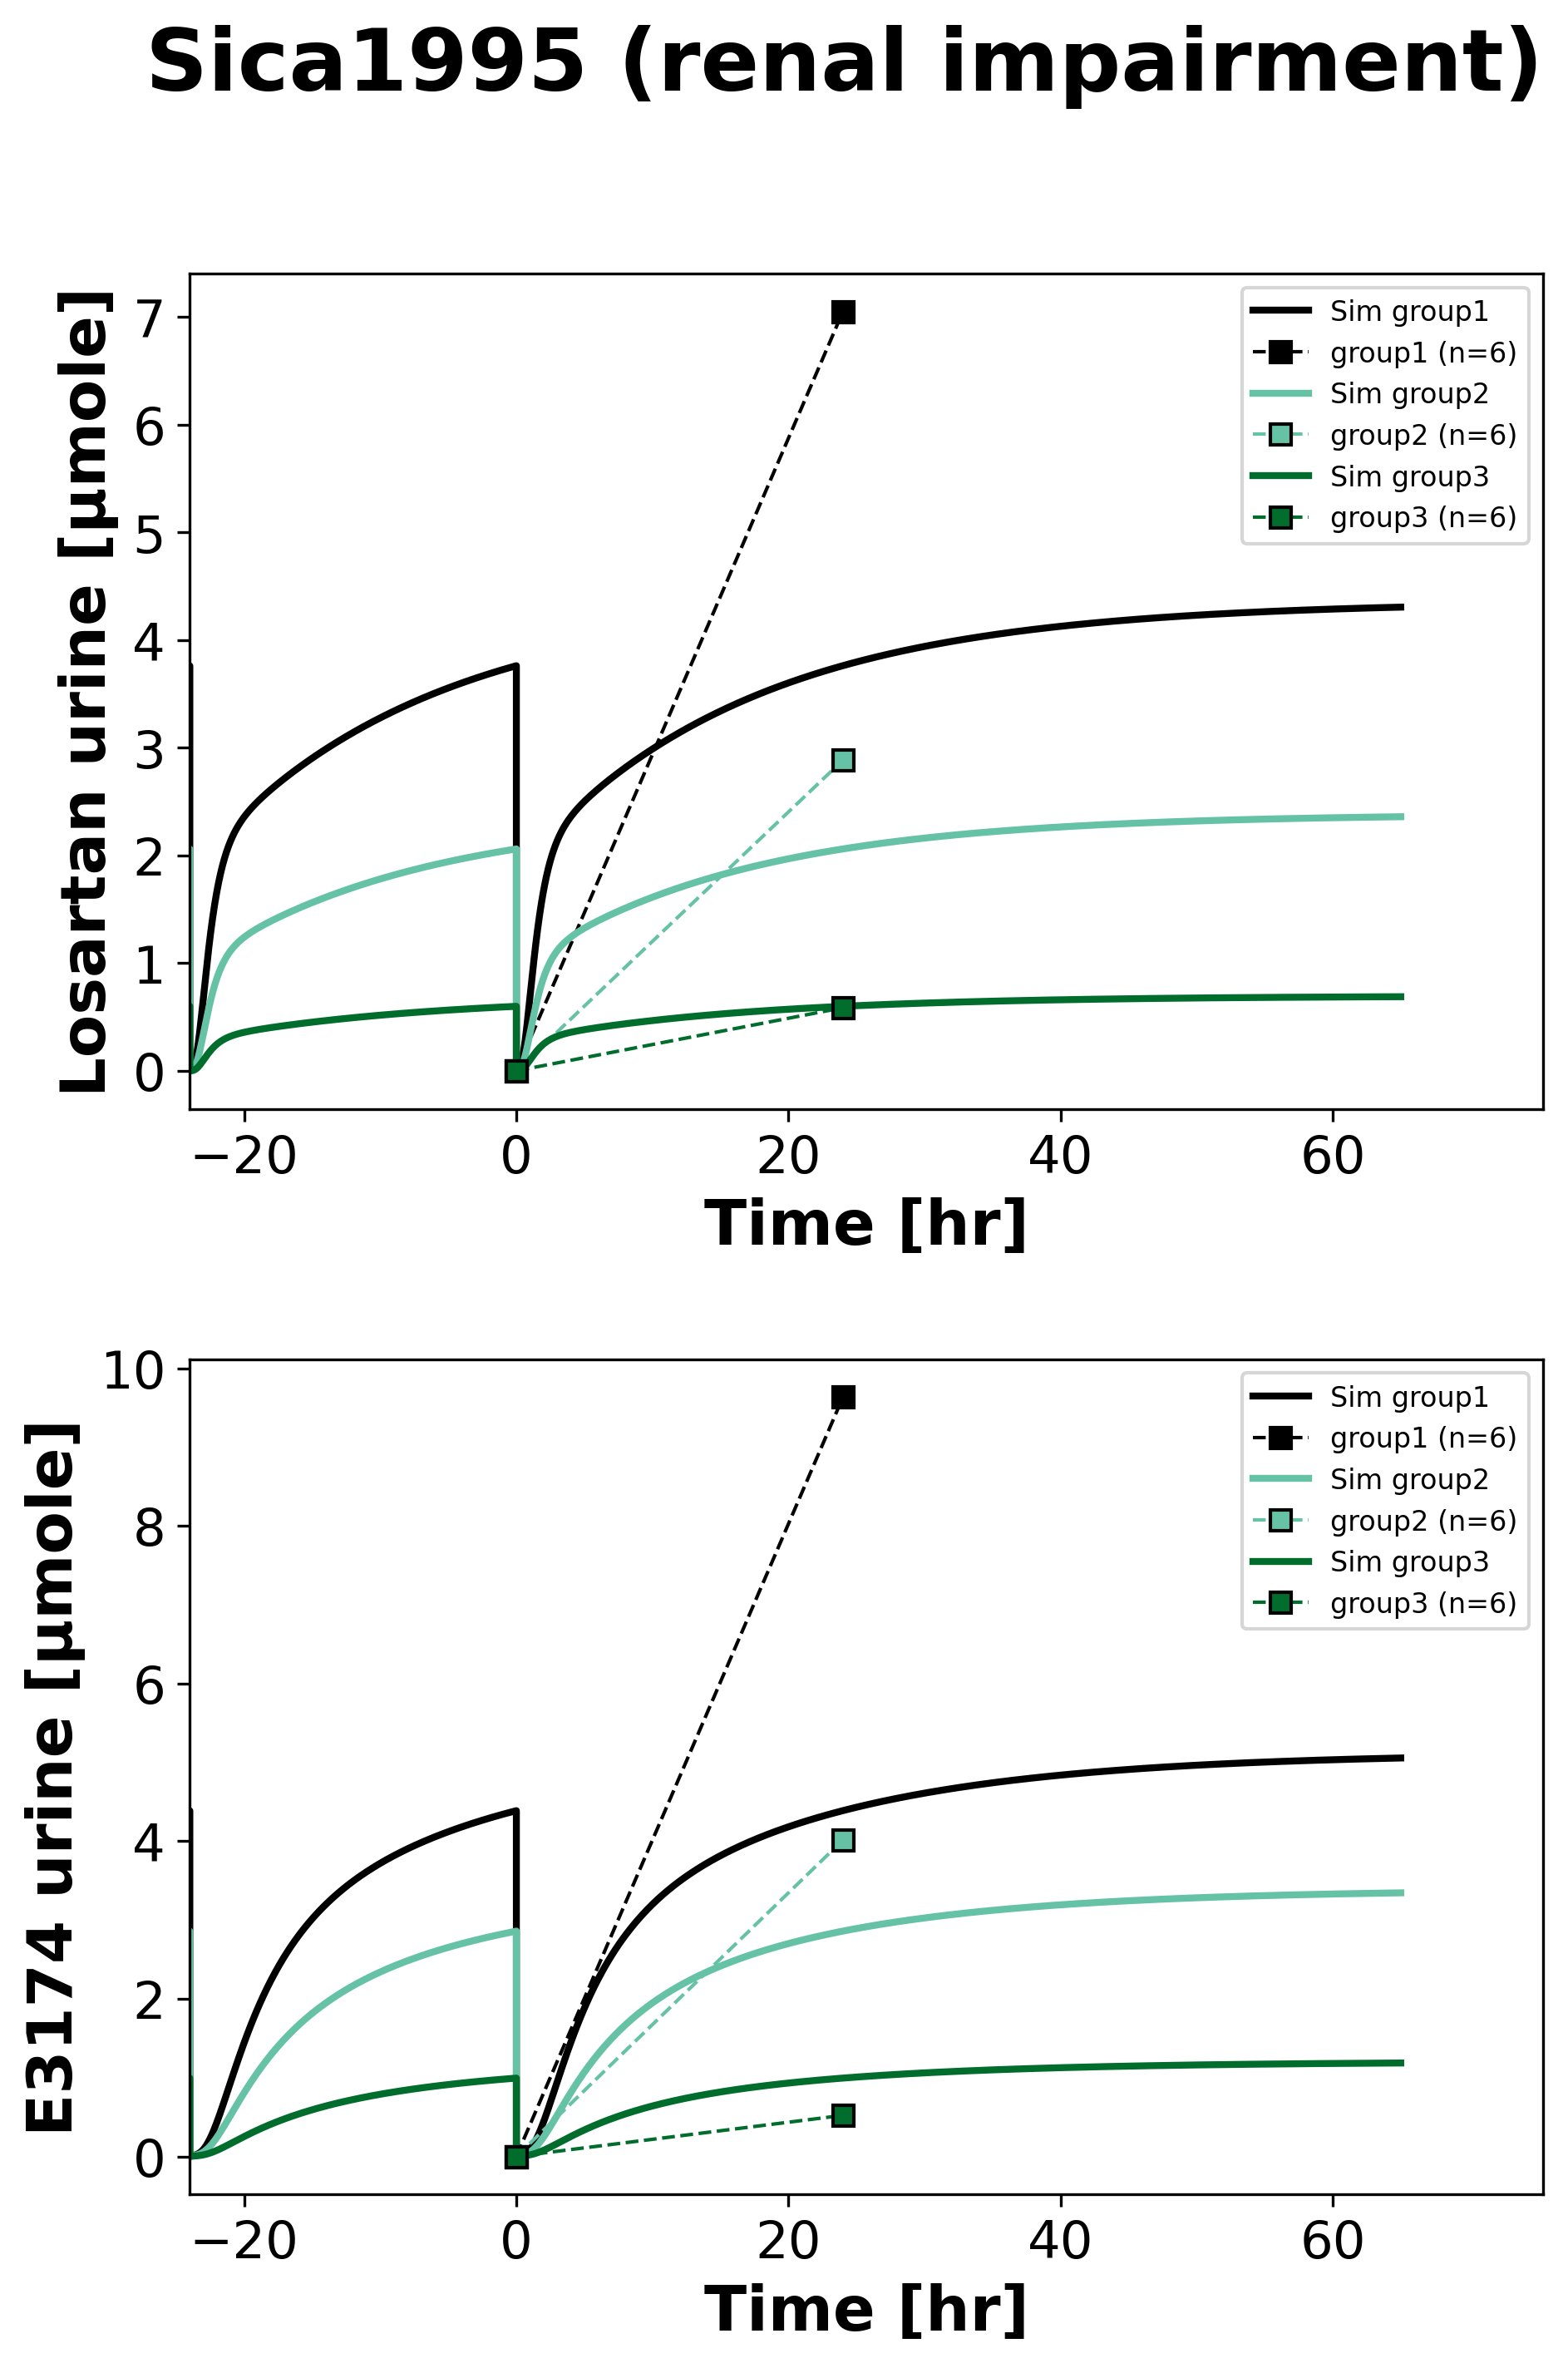 Sica1995 (renal impairment)
Losartan urine [µmole]
7
6
5
4
3
2
1
0
Sim group1
group1 (n=6)
Sim group2
group2 (n=6)
Sim group3
group3 (n=6)
−20 0 20 40 60
Time [hr]
E3174 urine [µmole]
10
8
6
4
2
0
Sim group1
group1 (n=6)
Sim group2
group2 (n=6)
Sim group3
group3 (n=6)
−20 0 20 40 60
Time [hr]